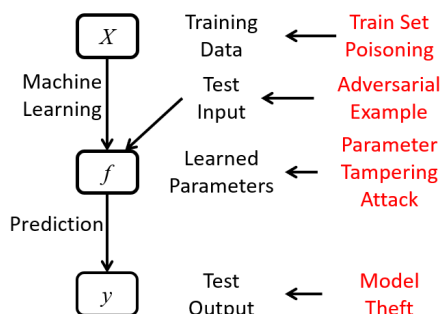 X
Training
Data
Train Set
Poisoning
Machine
Learning
Test
Input
Adversarial
Example
f
Learned
Parameters
Parameter
Tampering
Attack
Prediction
y
Test
Output
Model
Theft